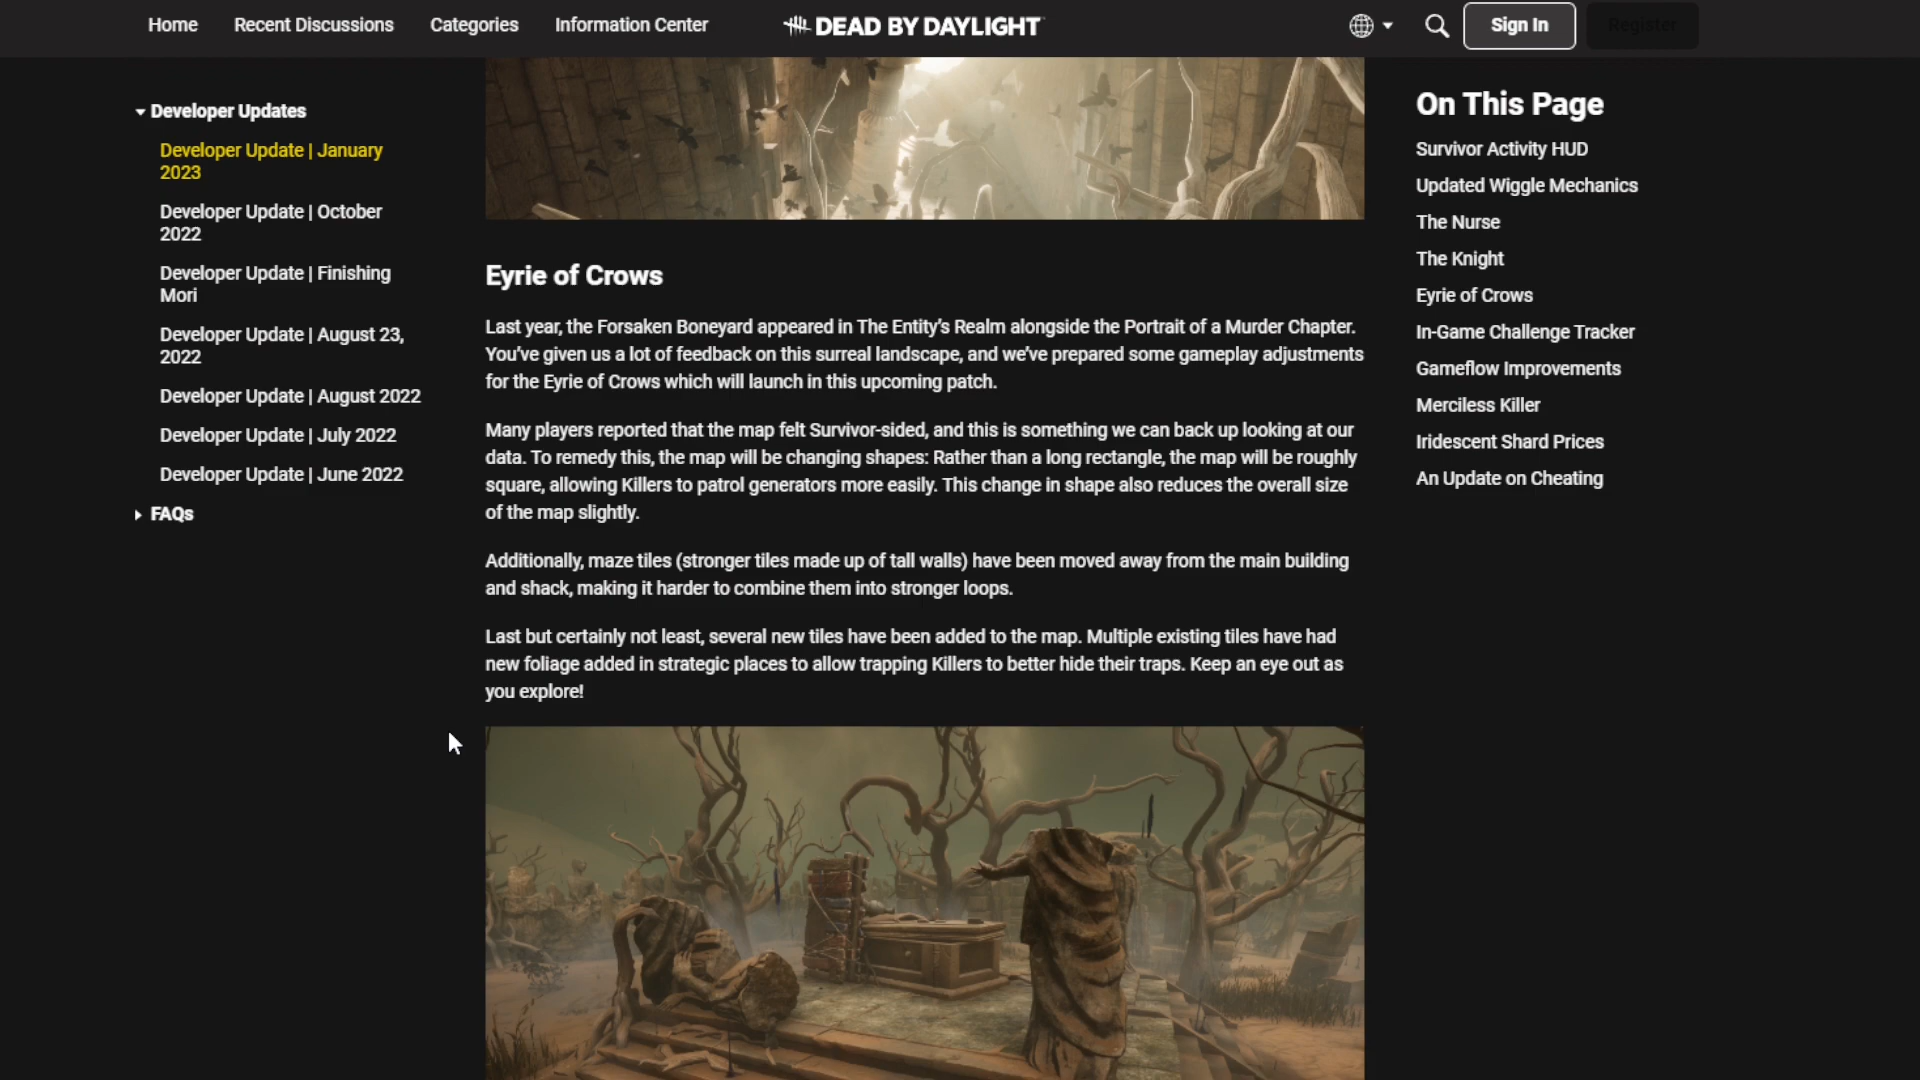 Home
Recent Discussions
Categories
Information Center
DEAD BY DAYLIGHT
Sign In
Register
Developer Updates
Developer Update | January
2023
Developer Update | October
2022
Developer Update | Finishing
Mori
Developer Update | August 23,
2022
Developer Update | August 2022
Developer Update | July 2022
Developer Update | June 2022
FAQs
Eyrie of Crows
Last year, the Forsaken Boneyard appeared in The Entity’s Realm alongside the Portrait of a Murder Chapter.
You’ve given us a lot of feedback on this surreal landscape, and we’ve prepared some gameplay adjustments
for the Eyrie of Crows which will launch in this upcoming patch.
Many players reported that the map felt Survivor-sided, and this is something we can back up looking at our
data. To remedy this, the map will be changing shapes: Rather than a long rectangle, the map will be roughly
square, allowing Killers to patrol generators more easily. This change in shape also reduces the overall size
of the map slightly.
Additionally, maze tiles (stronger tiles made up of tall walls) have been moved away from the main building
and shack, making it harder to combine them into stronger loops.
Last but certainly not least, several new tiles have been added to the map. Multiple existing tiles have had
new foliage added in strategic places to allow trapping Killers to better hide their traps. Keep an eye out as
you explore!
On This Page
Survivor Activity HUD
Updated Wiggle Mechanics
The Nurse
The Knight
Eyrie of Crows
In-Game Challenge Tracker
Gameflow Improvements
Merciless Killer
Iridescent Shard Prices
An Update on Cheating